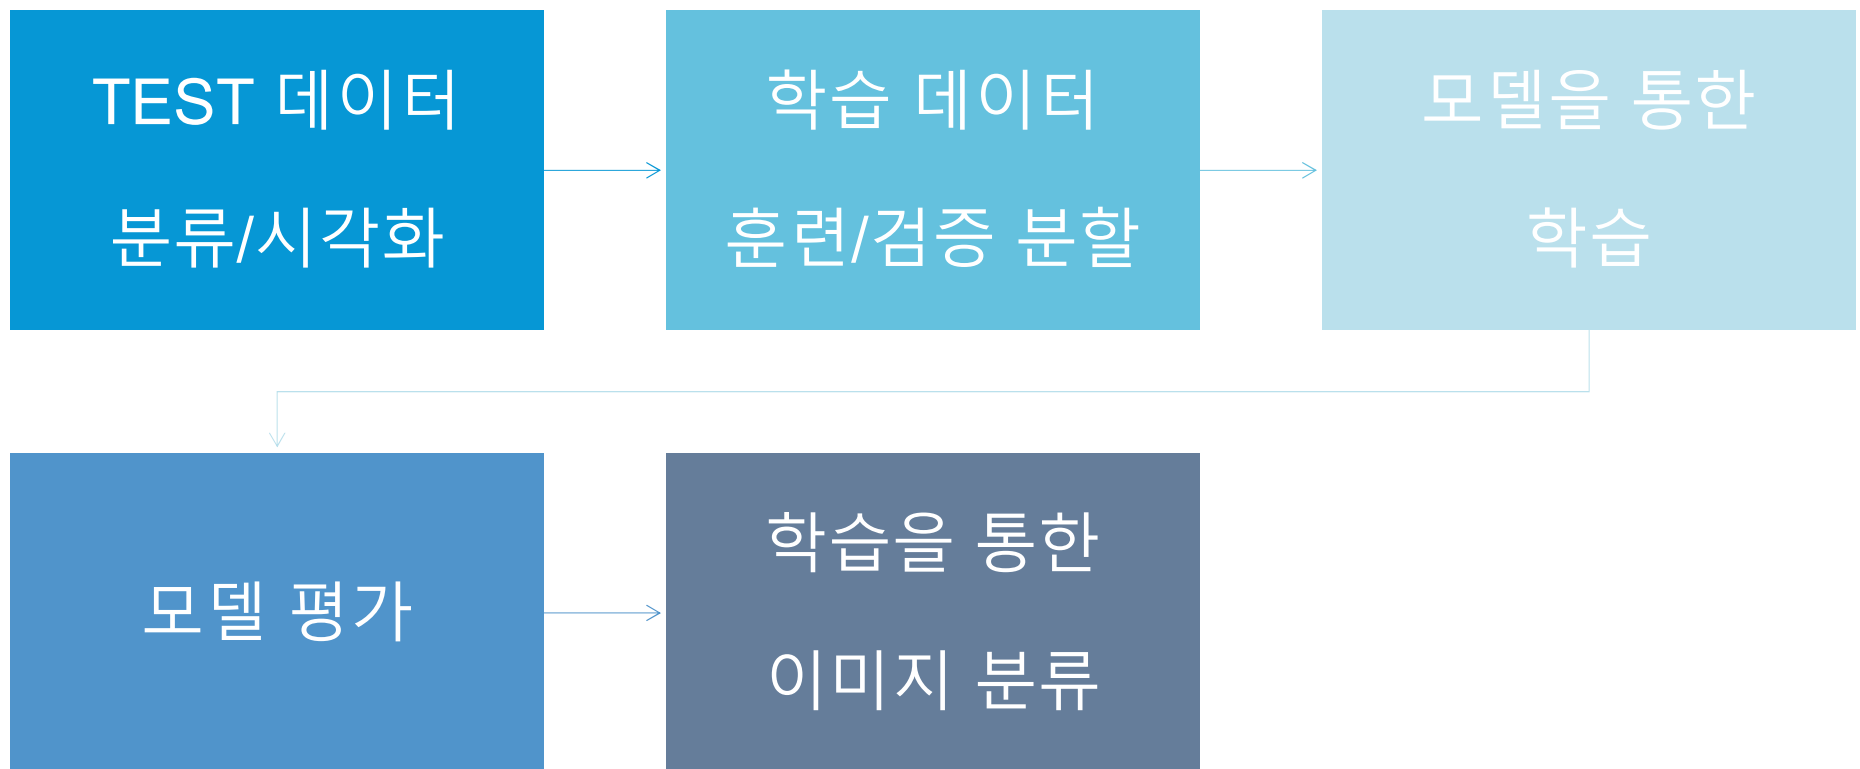 TEST 데이터
분류/시각화
학습 데이터
훈련/검증 분할
모델을 통한
학습
모델 평가
학습을 통한
이미지 분류